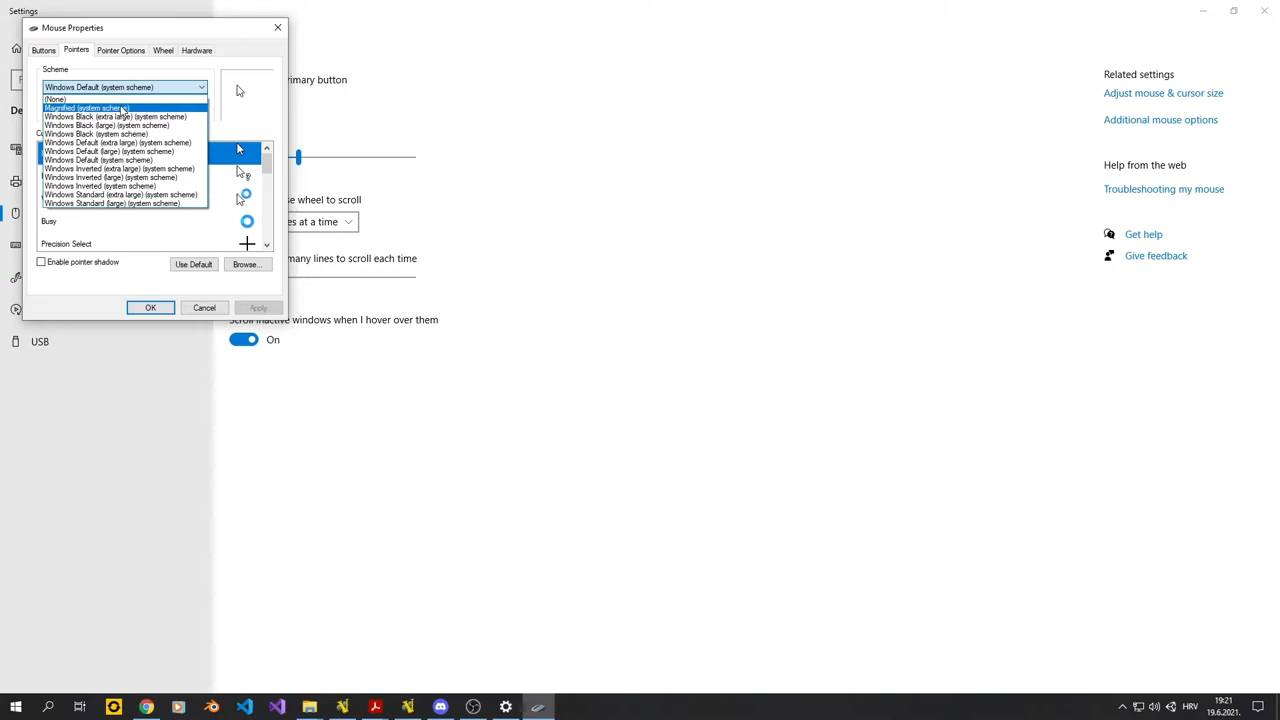 Settings
Mouse Properties
Buttons
Pointers
Pointer Options
Wheel
Hardware
Scheme
Windows Default (system scheme)
(None)
Magnified (system scheme)
Windows Black (extra large) (system scheme)
Windows Black (large) (system scheme)
Windows Black (system scheme)
Windows Default (extra large) (system scheme)
Windows Default (large) (system scheme)
Windows Default (system scheme)
Windows Inverted (extra large) (system scheme)
Windows Inverted (large) (system scheme)
Windows Inverted (system scheme)
Windows Standard (extra large) (system scheme)
Windows Standard (large) (system scheme)
Busy
Precision Select
Enable pointer shadow
Use Default
Browse...
OK
Cancel
Apply
USB
rimary button
se wheel to scroll
es at a time
many lines to scroll each time
Scroll inactive windows when I hover over them
On
Related settings
Adjust mouse & cursor size
Additional mouse options
Help from the web
Troubleshooting my mouse
Get help
Give feedback
HRV
19:21
19.6.2021.